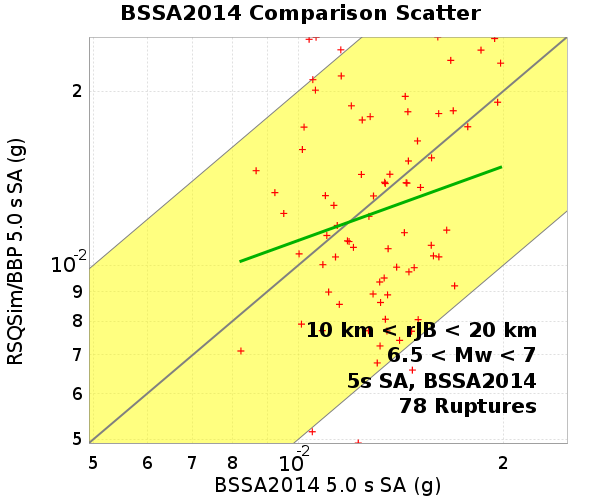 BSSA2014 Comparison Scatter
RSQSim/BBP 5.0 s SA (g)
2
10^-2
9
8
7
6
5
10 km < rJB < 20 km
6.5 < Mw < 7
5s SA, BSSA2014
78 Ruptures
5 6 7 8 10^-2 2
BSSA2014 5.0 s SA (g)